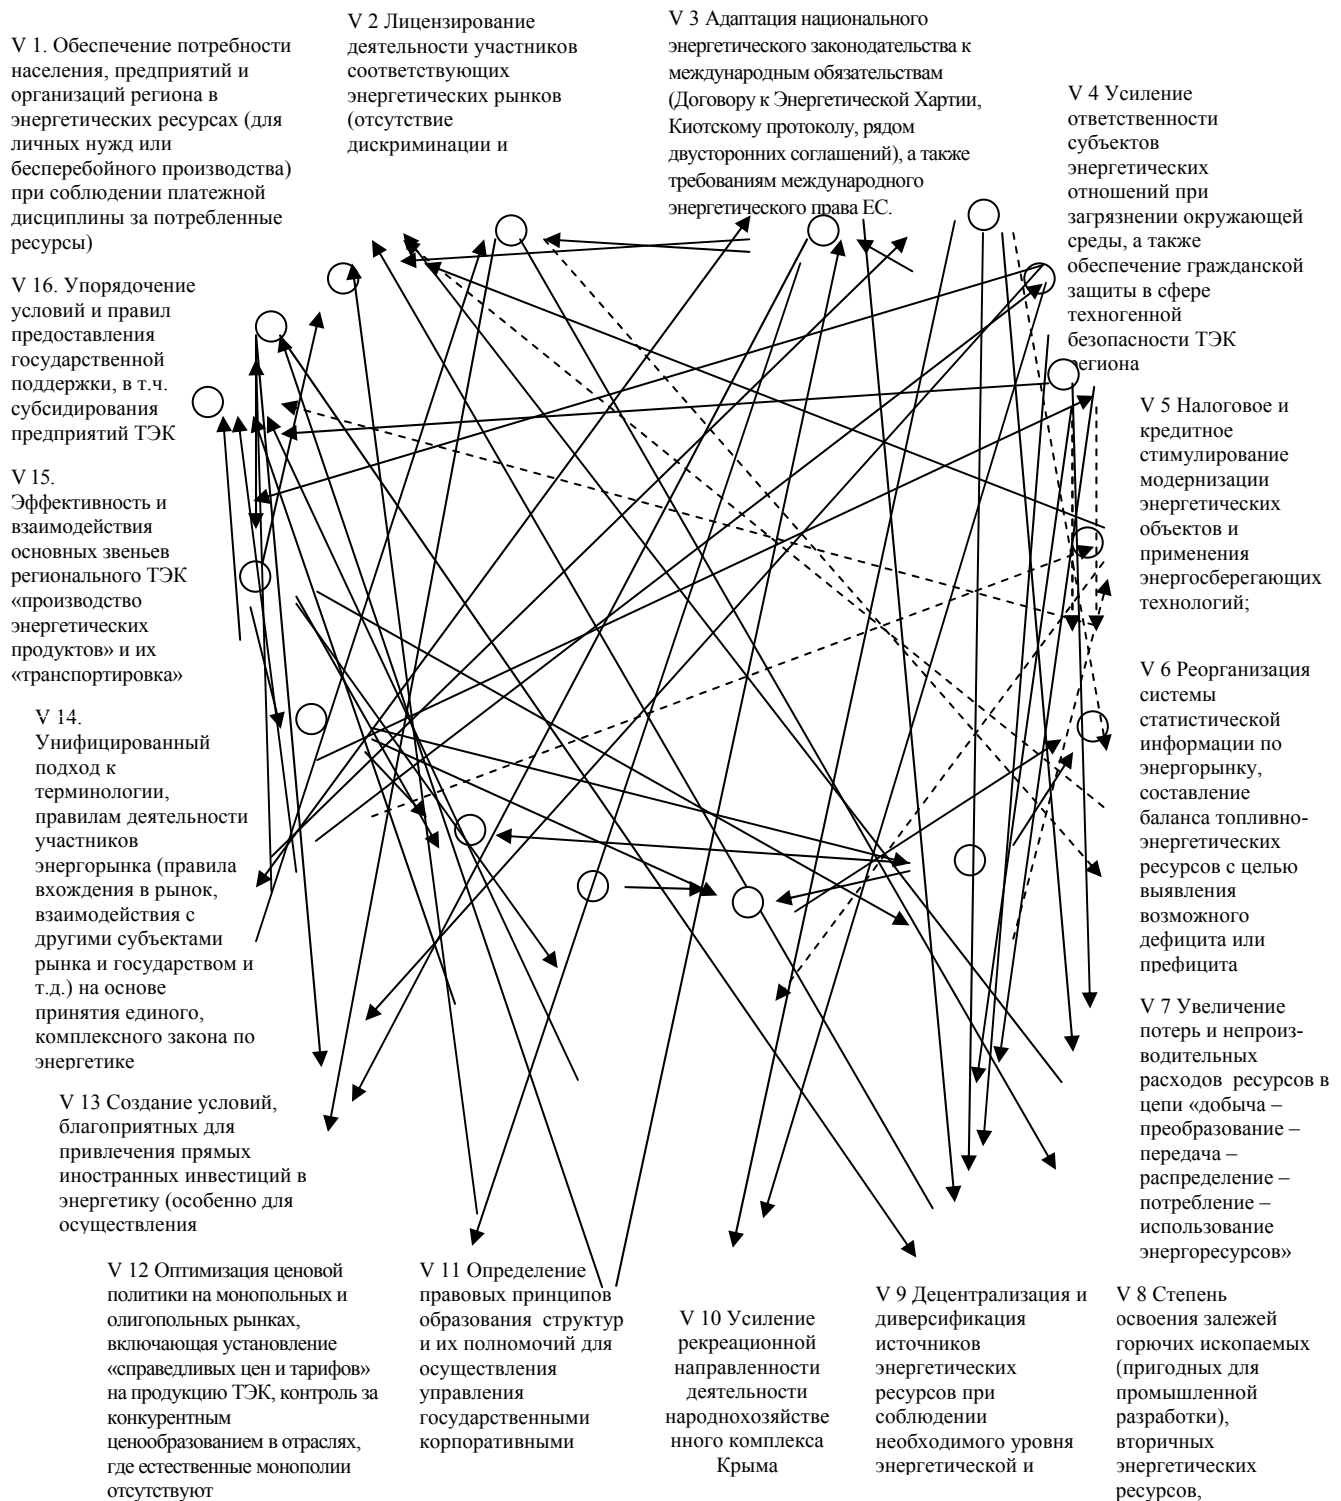 V 1. Обеспечение потребности
населения, предприятий и
организаций региона в
энергетических ресурсах (для
личных нужд или
бесперебойного производства)
при соблюдении платежной
дисциплины за потребленные
ресурсы)
V 2 Лицензирование
деятельности участников
соответствующих
энергетических рынков
(отсутствие
дискриминации и
V 3 Адаптация национального
энергетического законодательства к
международным обязательствам
(Договору к Энергетической Хартии,
Киотскому протоколу, рядом
двусторонних соглашений), а также
требованиям международного
энергетического права ЕС.
V 4 Усиление
ответственности
субъектов
энергетических
отношений при
загрязнении окружающей
среды, а также
обеспечение гражданской
защиты в сфере
техногенной
безопасности ТЭК
региона
V 5 Налоговое и
кредитное
стимулирование
модернизации
энергетических
объектов и
применения
энергосберегающих
технологий;
V 6 Реорганизация
системы
статистической
информации по
энергорынку,
составление
баланса топливно-
энергетических
ресурсов с целью
выявления
возможного
дефицита или
префицита
V 7 Увеличение
потерь и непроиз-
водительных
расходов ресурсов в
цепи «добыча –
преобразование –
передача –
распределение –
потребление –
использование
энергоресурсов»
V 8 Степень
освоения залежей
горючих ископаемых
(пригодных для
промышленной
разработки),
вторичных
энергетических
ресурсов,
V 9 Децентрализация и
диверсификация
источников
энергетических
ресурсов при
соблюдении
необходимого уровня
энергетической и
V 10 Усиление
рекреационной
направленности
деятельности
народнохозяйстве
нного комплекса
Крыма
V 11 Определение
правовых принципов
образования структур
и их полномочий для
осуществления
управления
государственными
корпоративными
V 12 Оптимизация ценовой
политики на монопольных и
олигопольных рынках,
включающая установление
«справедливых цен и тарифов»
на продукцию ТЭК, контроль за
конкурентным
ценообразованием в отраслях,
где естественные монополии
отсутствуют
V 13 Создание условий,
благоприятных для
привлечения прямых
иностранных инвестиций в
энергетику (особенно для
осуществления
V 14.
Унифицированный
подход к
терминологии,
правилам деятельности
участников
энергорынка (правила
вхождения в рынок,
взаимодействия с
другими субъектами
рынка и государством и
т.д.) на основе
принятия единого,
комплексного закона по
энергетике
V 15.
Эффективность и
взаимодействия
основных звеньев
регионального ТЭК
«производство
энергетических
продуктов» и их
«транспортировка»
V 16. Упорядочение
условий и правил
предоставления
государственной
поддержки, в т.ч.
субсидирования
предприятий ТЭК